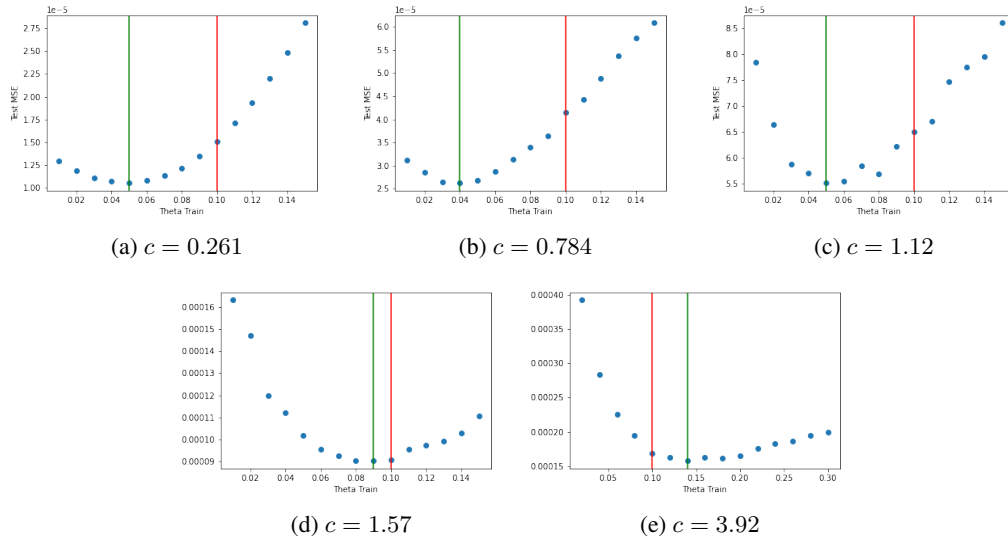 1e−5
1e−5
1e−5
2.75
2.50
2.25
2.00
1.75
1.50
1.25
1.00
Test MSE
0.02 0.04 0.06 0.08 0.10 0.12 0.14
Theta Train
6.0
5.5
5.0
4.5
4.0
3.5
3.0
2.5
Test MSE
0.02 0.04 0.06 0.08 0.10 0.12 0.14
Theta Train
8.5
8.0
7.5
7.0
6.5
6.0
5.5
Test MSE
0.02 0.04 0.06 0.08 0.10 0.12 0.14
Theta Train
(a) c = 0.261
(b) c = 0.784
(c) c = 1.12
0.00016
0.00015
0.00014
0.00013
0.00012
0.00011
0.00010
0.00009
0.02 0.04 0.06 0.08 0.10 0.12 0.14
Theta Train
0.00040
0.00035
0.00030
0.00025
0.00020
0.00015
0.05 0.10 0.15 0.20 0.25 0.30
Theta Train
(d) c = 1.57
(e) c = 3.92